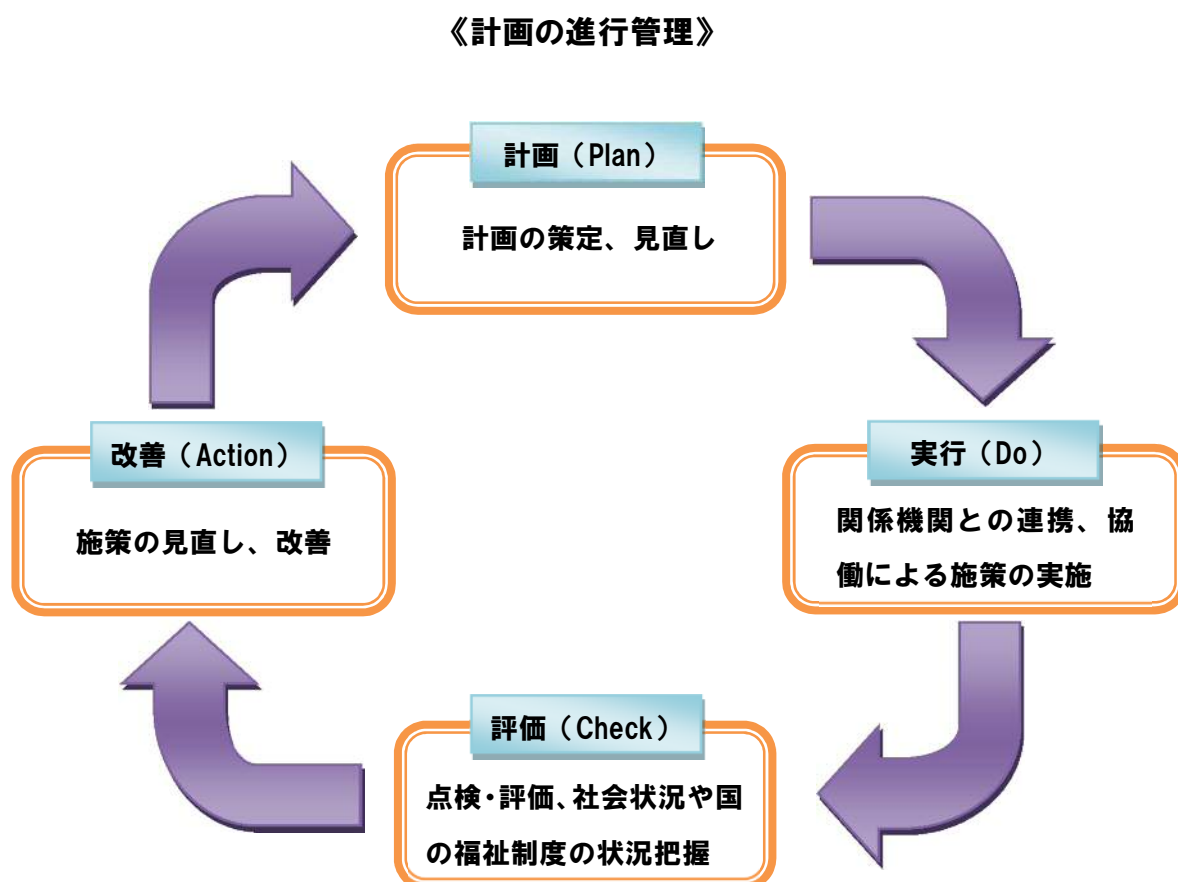 《計画の進行管理》
計画（Plan）
計画の策定、見直し
改善（Action）
施策の見直し、改善
実行（Do）
関係機関との連携、協
働による施策の実施
評価（Check）
点検・評価、社会状況や国
の福祉制度の状況把握